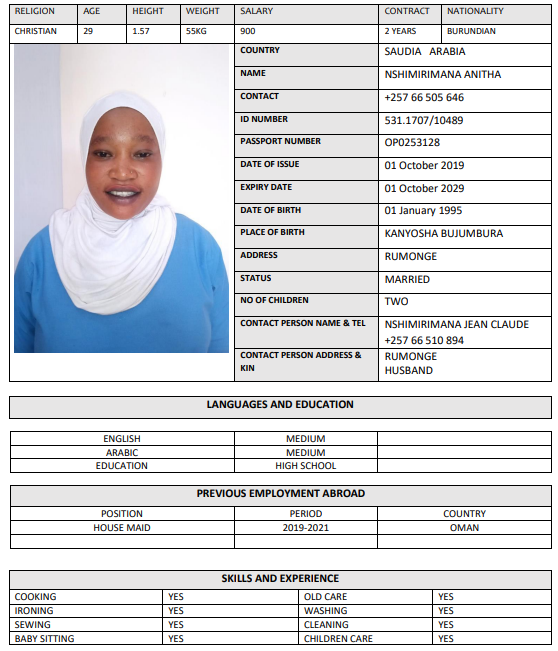 RELIGION AGE HEIGHT WEIGHT SALARY CONTRACT NATIONALITY
CHRISTIAN 29 1.57 55KG 900 2 YEARS BURUNDIAN
COUNTRY SAUDIA ARABIA
NAME NSHIMIRIMANA ANITHA
CONTACT +257 66 505 646
ID NUMBER 531.1707/10489
PASSPORT NUMBER OP0253128
DATE OF ISSUE 01 October 2019
EXPIRY DATE 01 October 2029
DATE OF BIRTH 01 January 1995
PLACE OF BIRTH KANYOSHA BUJUMBURA
ADDRESS RUMONGE
STATUS MARRIED
NO OF CHILDREN TWO
CONTACT PERSON NAME & TEL NSHIMIRIMANA JEAN CLAUDE
+257 66 510 894
CONTACT PERSON ADDRESS & RUMONGE
KIN HUSBAND
LANGUAGES AND EDUCATION
ENGLISH MEDIUM
ARABIC MEDIUM
EDUCATION HIGH SCHOOL
PREVIOUS EMPLOYMENT ABROAD
POSITION PERIOD COUNTRY
HOUSE MAID 2019-2021 OMAN
SKILLS AND EXPERIENCE
COOKING YES OLD CARE YES
IRONING YES WASHING YES
SEWING YES CLEANING YES
BABY SITTING YES CHILDREN CARE YES